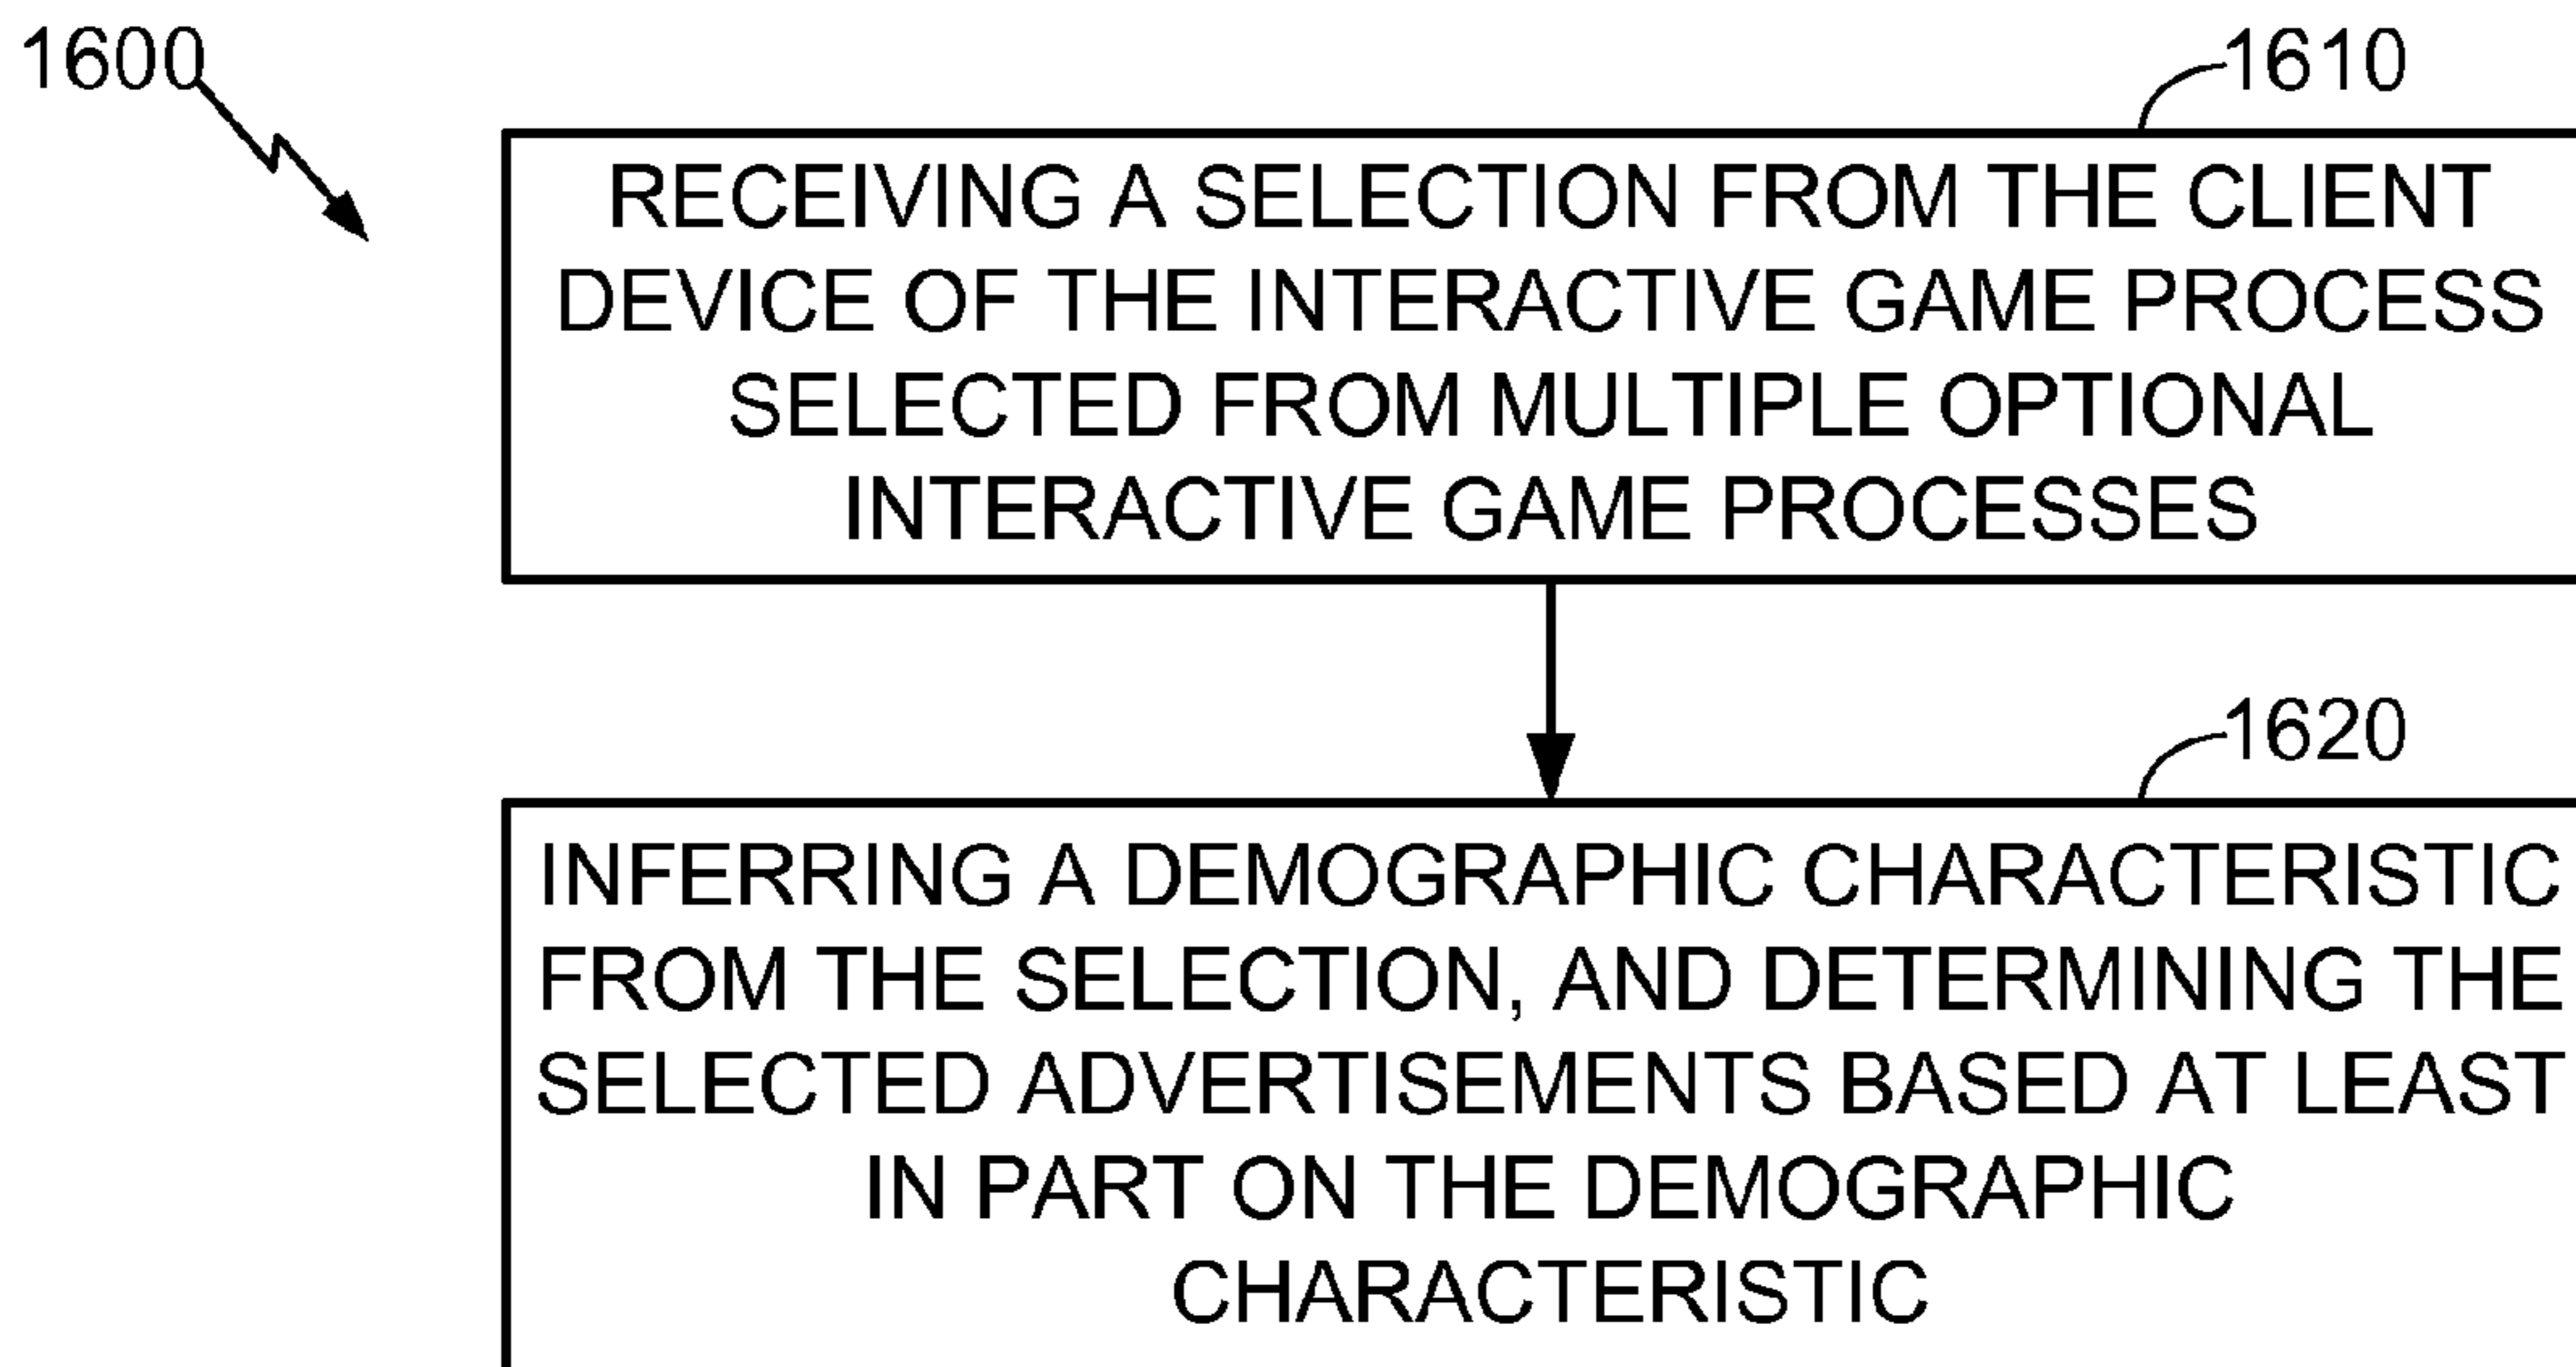 1600
1610
RECEIVING A SELECTION FROM THE CLIENT
DEVICE OF THE INTERACTIVE GAME PROCESS
SELECTED FROM MULTIPLE OPTIONAL
INTERACTIVE GAME PROCESSES
1620
INFERRING A DEMOGRAPHIC CHARACTERISTIC
FROM THE SELECTION, AND DETERMINING THE
SELECTED ADVERTISEMENTS BASED AT LEAST
IN PART ON THE DEMOGRAPHIC
CHARACTERISTIC